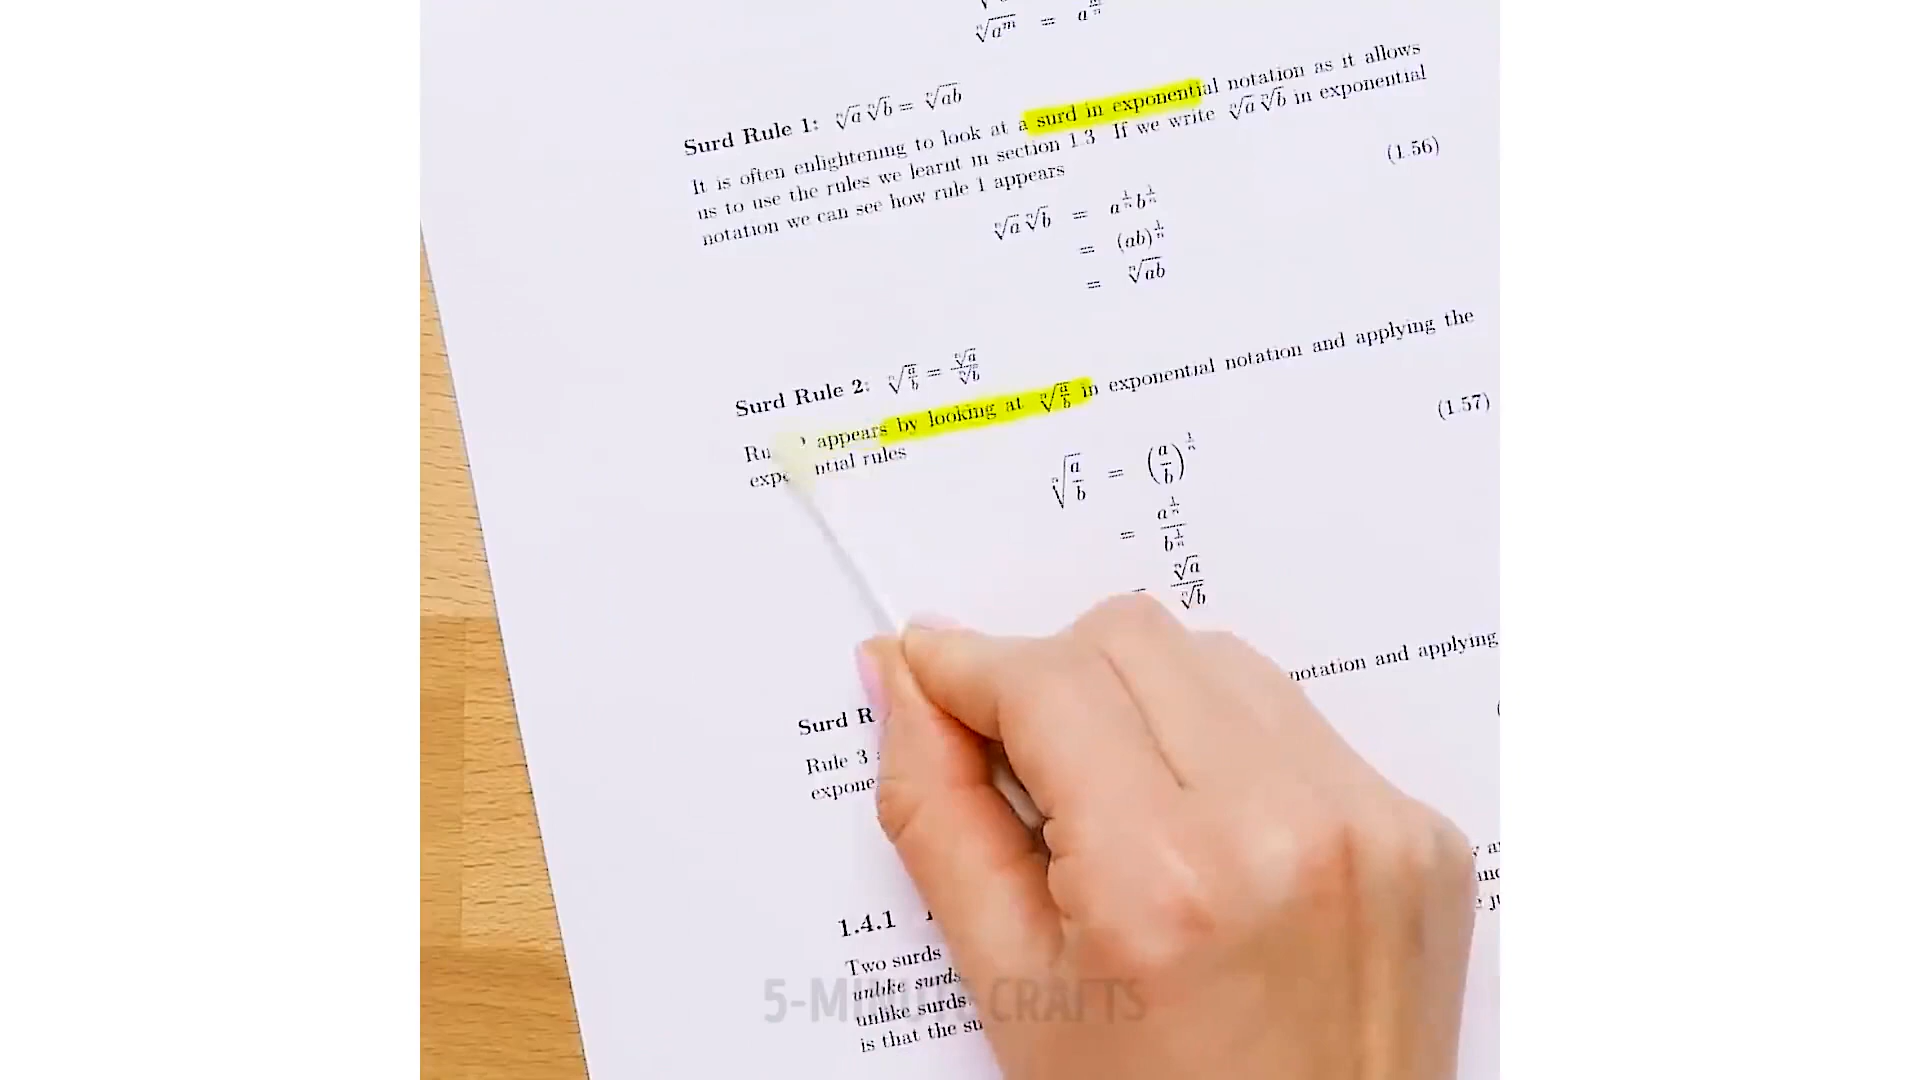 ⁿ√aᵐ = a^(m/n)
Surd Rule 1: ⁿ√a ⁿ√b = ⁿ√ab
It is often enlightening to look at a surd in exponential notation as it allows
us to use the rules we learnt in section 1.3 If we write ⁿ√a ⁿ√b in exponential
notation we can see how rule 1 appears
(1.56)
ⁿ√a ⁿ√b = a^(1/n) b^(1/n)
= (ab)^(1/n)
= ⁿ√ab
Surd Rule 2: ⁿ√(a/b) = ⁿ√a/ⁿ√b
appears by looking at ⁿ√(a/b) in exponential notation and applying the
rules
(1.57)
ⁿ√(a/b) = (a/b)^(1/n)
= a^(1/n)/b^(1/n)
ⁿ√a/ⁿ√b
Surd R
notation and applying
Rule 3
expone
1.4.1
Two surds
unlike surds
unlike surds.
is that the su
5-MINUTE CRAFTS